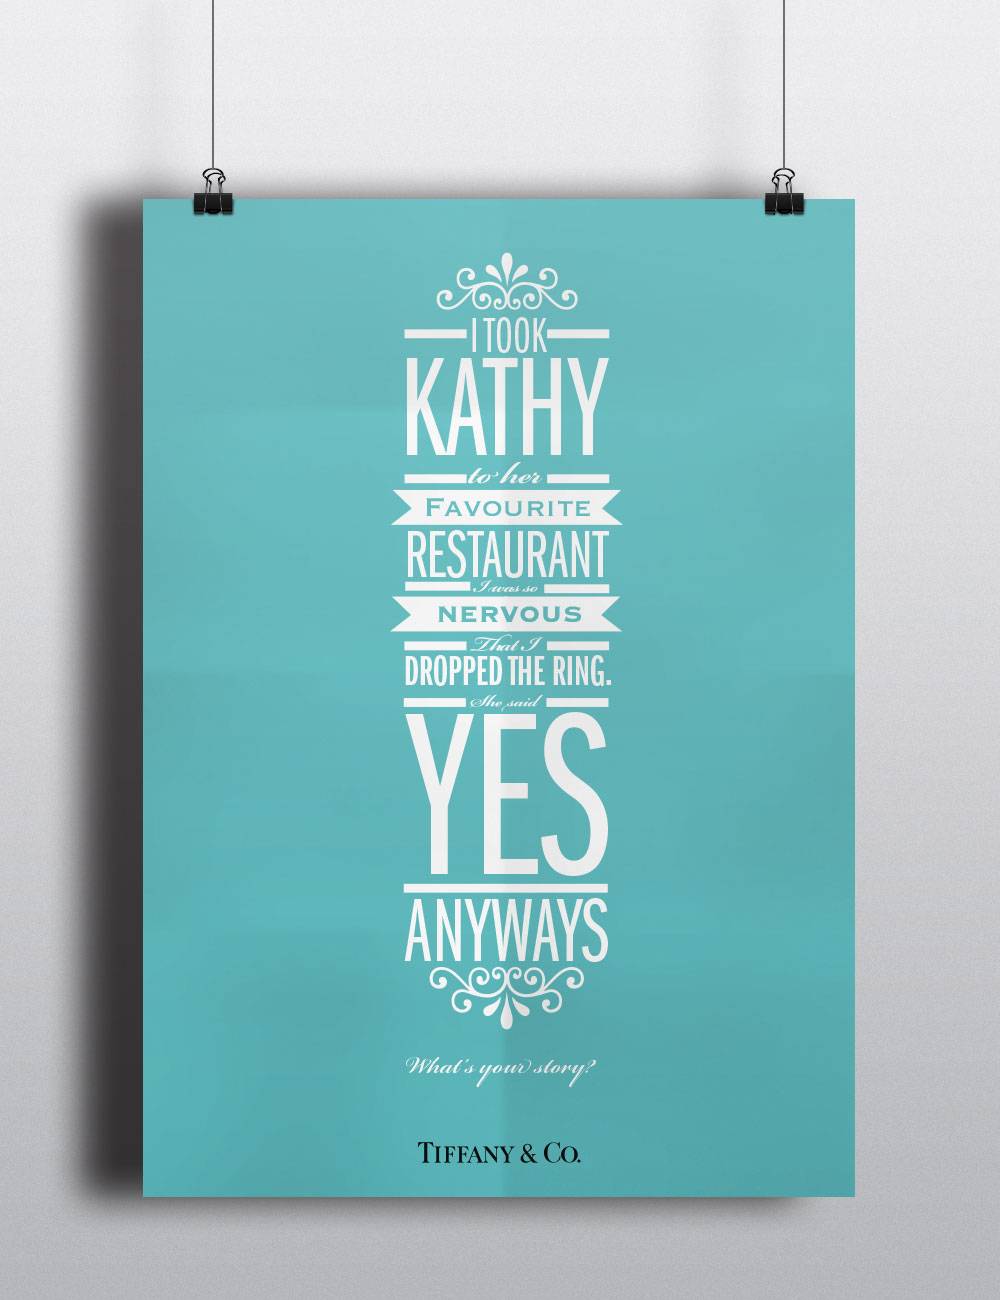 I TOOK
KATHY
to her
FAVOURITE
RESTAURANT
I was so
NERVOUS
That I
DROPPED THE RING.
She said
YES
ANYWAYS
What's your story?
TIFFANY & CO.